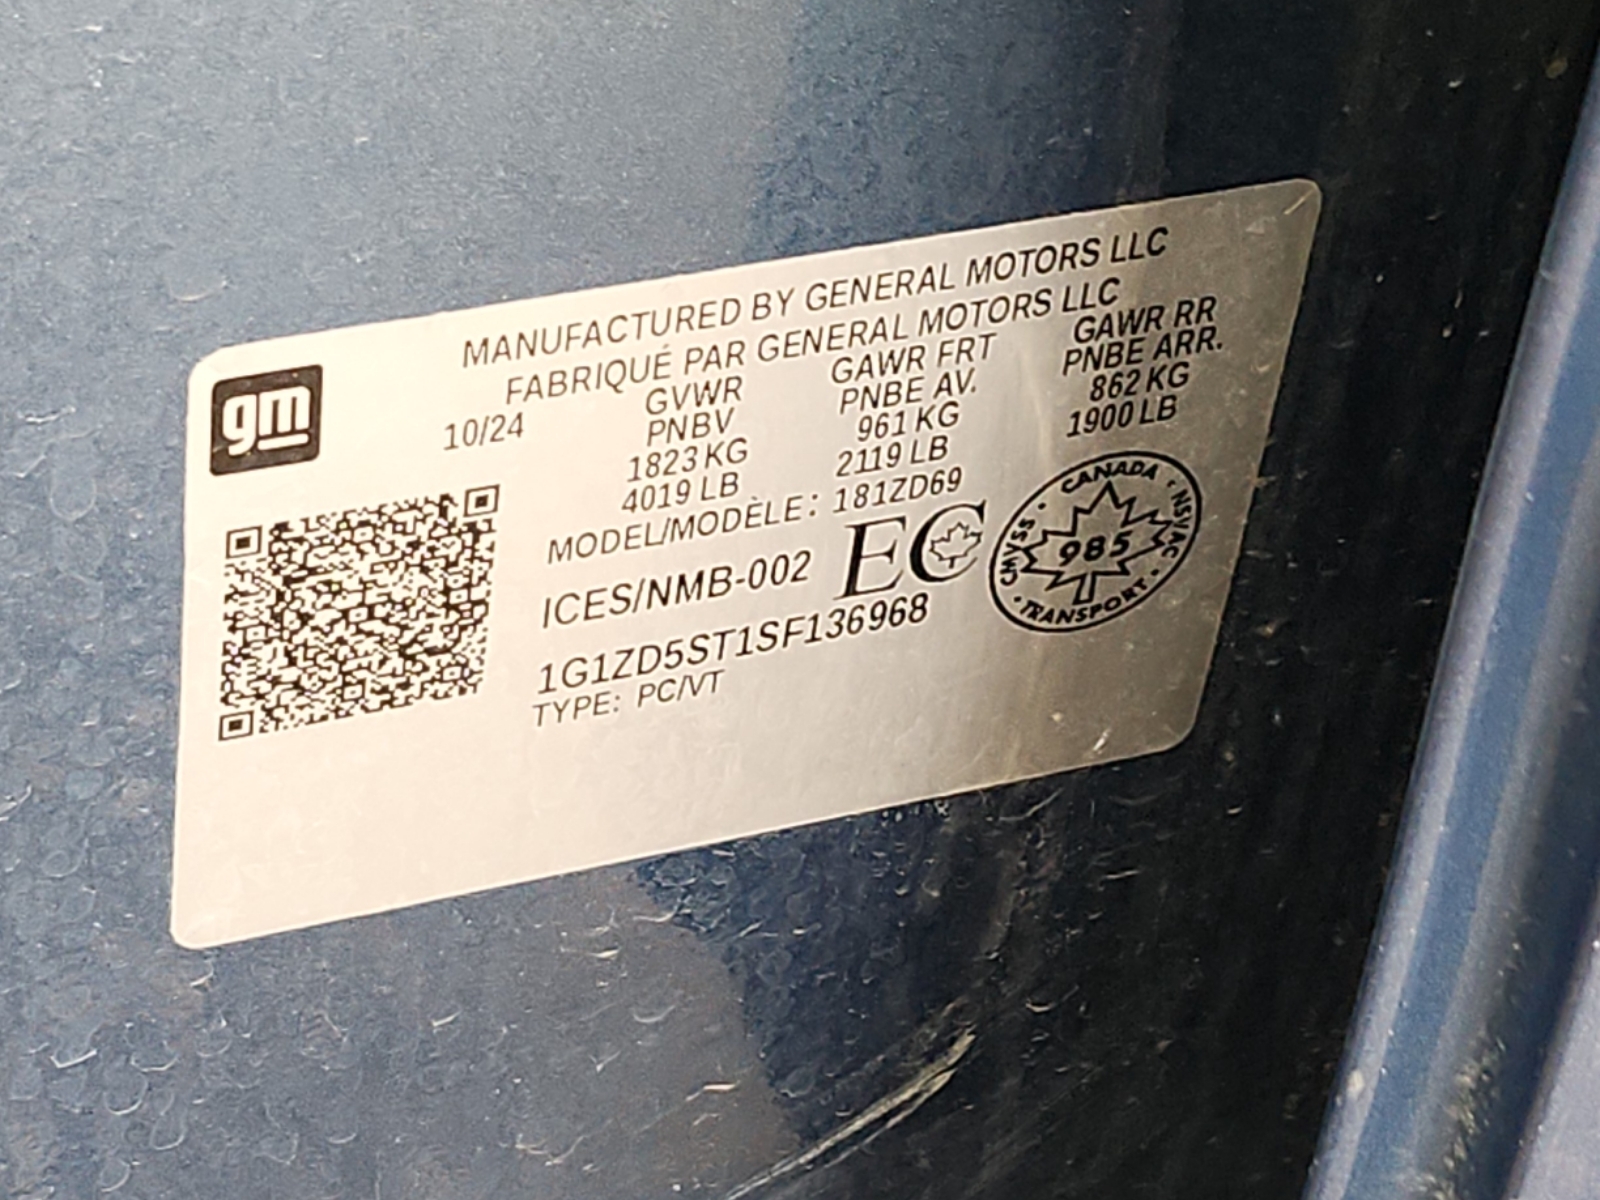 gm
MANUFACTURED BY GENERAL MOTORS LLC
FABRIQUÉ PAR GENERAL MOTORS LLC
10/24
GVWR
PNBV
1823 KG
4019 LB
GAWR FRT
PNBE AV.
961 KG
2119 LB
GAWR RR
PNBE ARR.
862 KG
1900 LB
MODEL/MODÈLE: 181ZD69
ICES/NMB-002
EC
CANADA · NSVAC · TRANSPORT · CMVSS ·
985
1G1ZD5ST1SF136968
TYPE: PC/VT